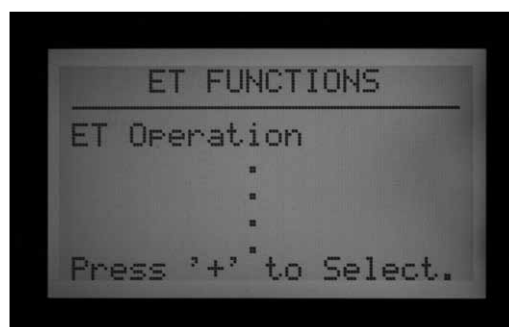 ET FUNCTIONS
ET Operation
.
.
.
.
Press '+' to Select.